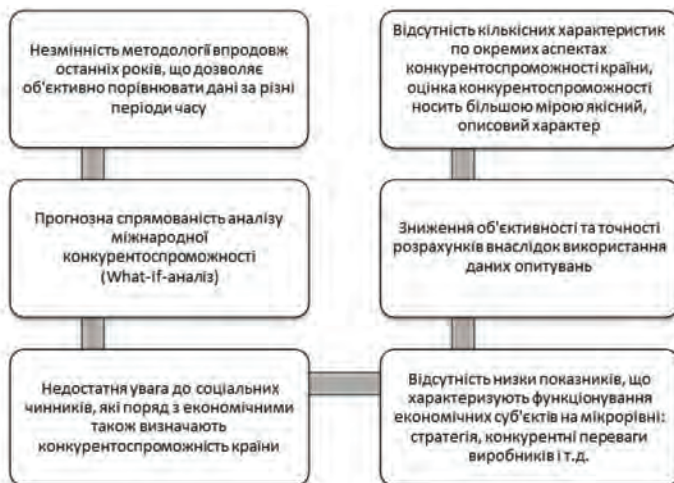 Незмінність методології впродовж
останніх років, що дозволяє
об'єктивно порівнювати дані за різні
періоди часу
Прогнозна спрямованість аналізу
міжнародної
конкурентоспроможності
(What-if-аналіз)
Недостатня увага до соціальних
чинників, які поряд з економічними
також визначають
конкурентоспроможність країни
Відсутність низки показників, що
характеризують функціонування
економічних суб'єктів на мікрорівні:
стратегія, конкурентні переваги
виробників і т.д.
Зниження об'єктивності та точності
розрахунків внаслідок використання
даних опитувань
Відсутність кількісних характеристик
по окремих аспектах
конкурентоспроможності країни,
оцінка конкурентоспроможності
носить більшою мірою якісний,
описовий характер